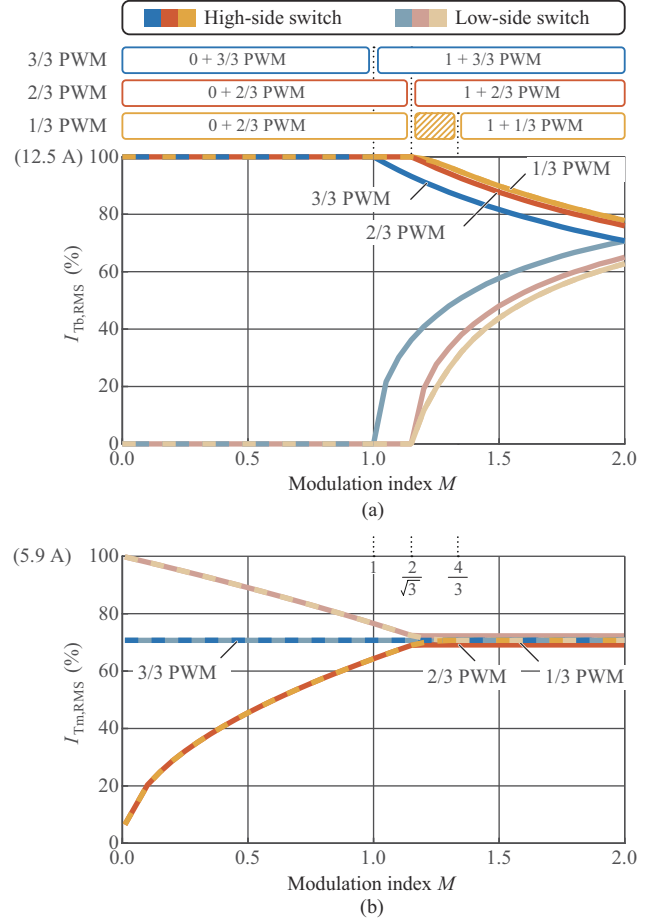 High-side switch Low-side switch
3/3 PWM 0 + 3/3 PWM 1 + 3/3 PWM
2/3 PWM 0 + 2/3 PWM 1 + 2/3 PWM
1/3 PWM 0 + 2/3 PWM 1 + 1/3 PWM
(12.5 A) 100
1/3 PWM
3/3 PWM
80
2/3 PWM
60
I_Tb,RMS (%)
40
20
0
0.0 0.5 1.0 1.5 2.0
Modulation index M
(a)
(5.9 A) 100
1 2/√3 4/3
80
3/3 PWM 2/3 PWM 1/3 PWM
60
I_Tm,RMS (%)
40
20
0
0.0 0.5 1.0 1.5 2.0
Modulation index M
(b)